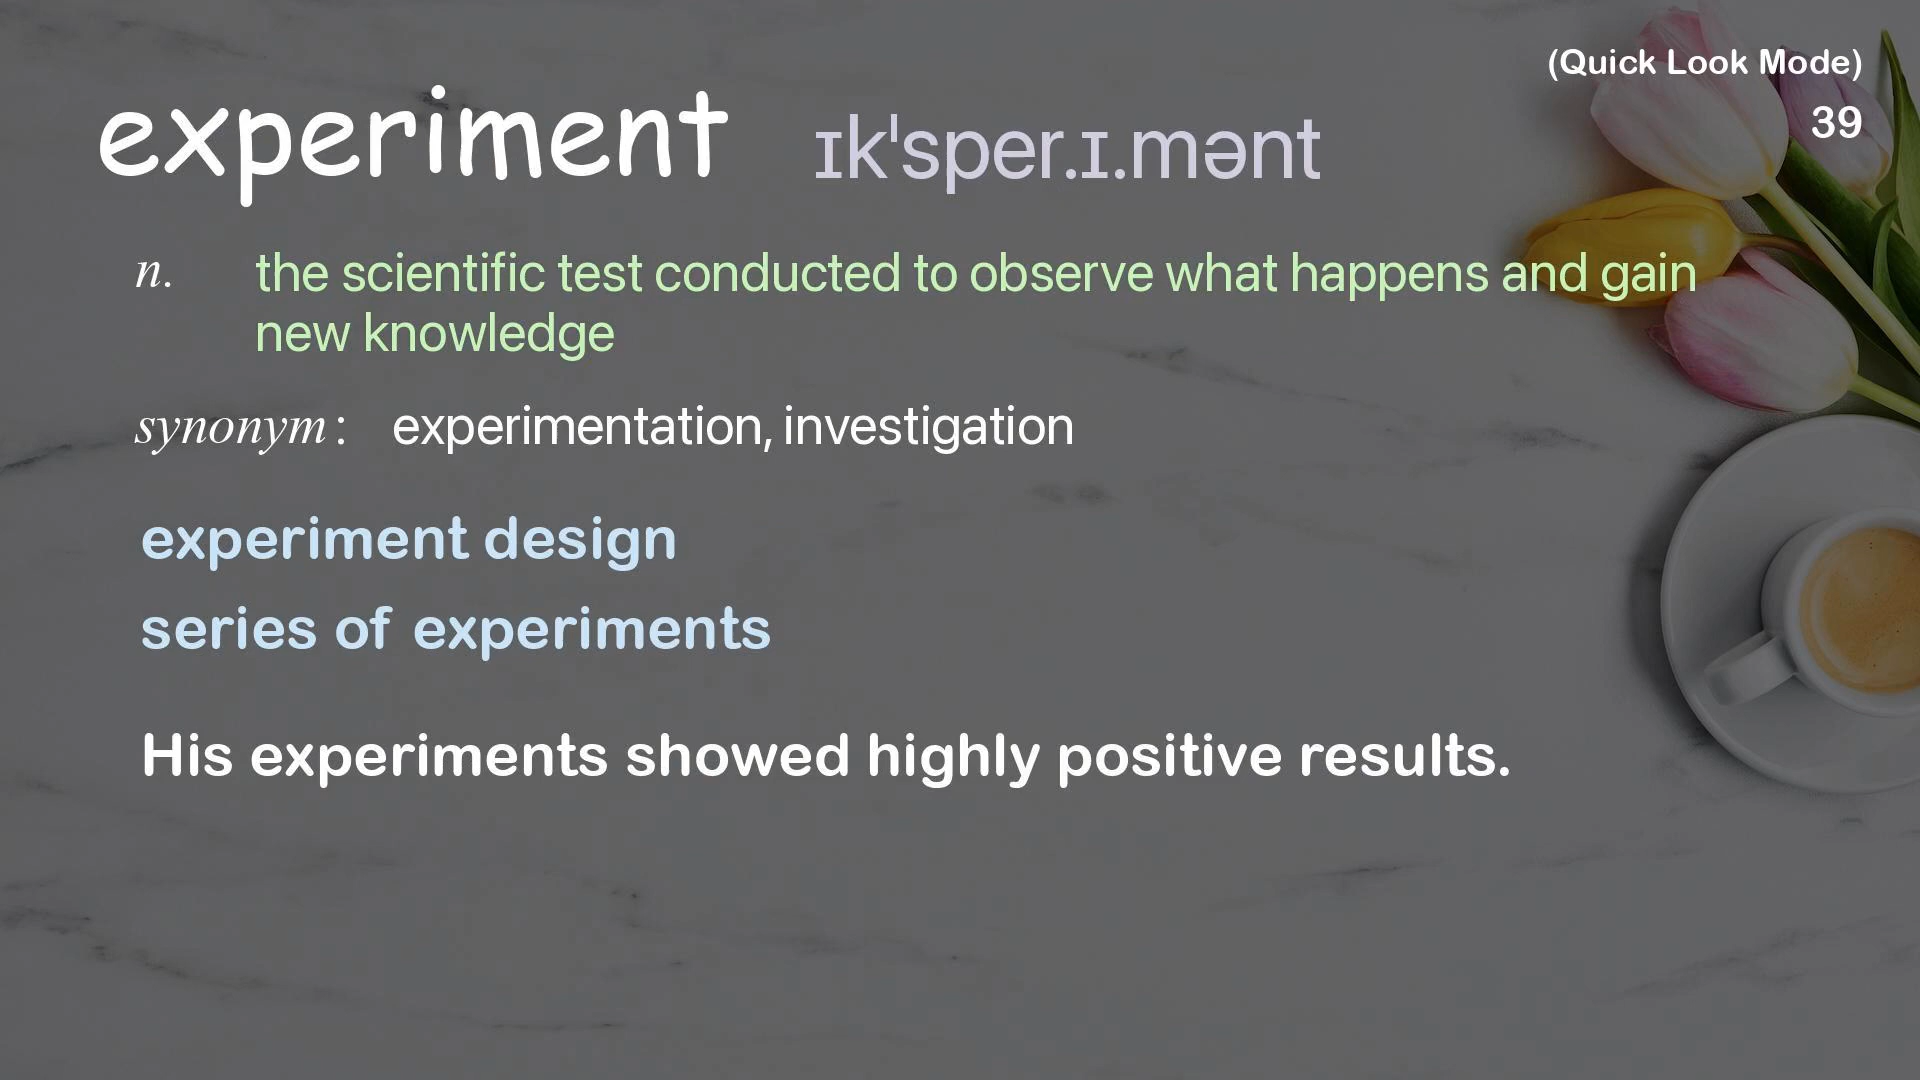 (Quick Look Mode)
39
experiment ɪkˈsper.ɪ.mənt
n. the scientific test conducted to observe what happens and gain
new knowledge
synonym: experimentation, investigation
experiment design
series of experiments
His experiments showed highly positive results.